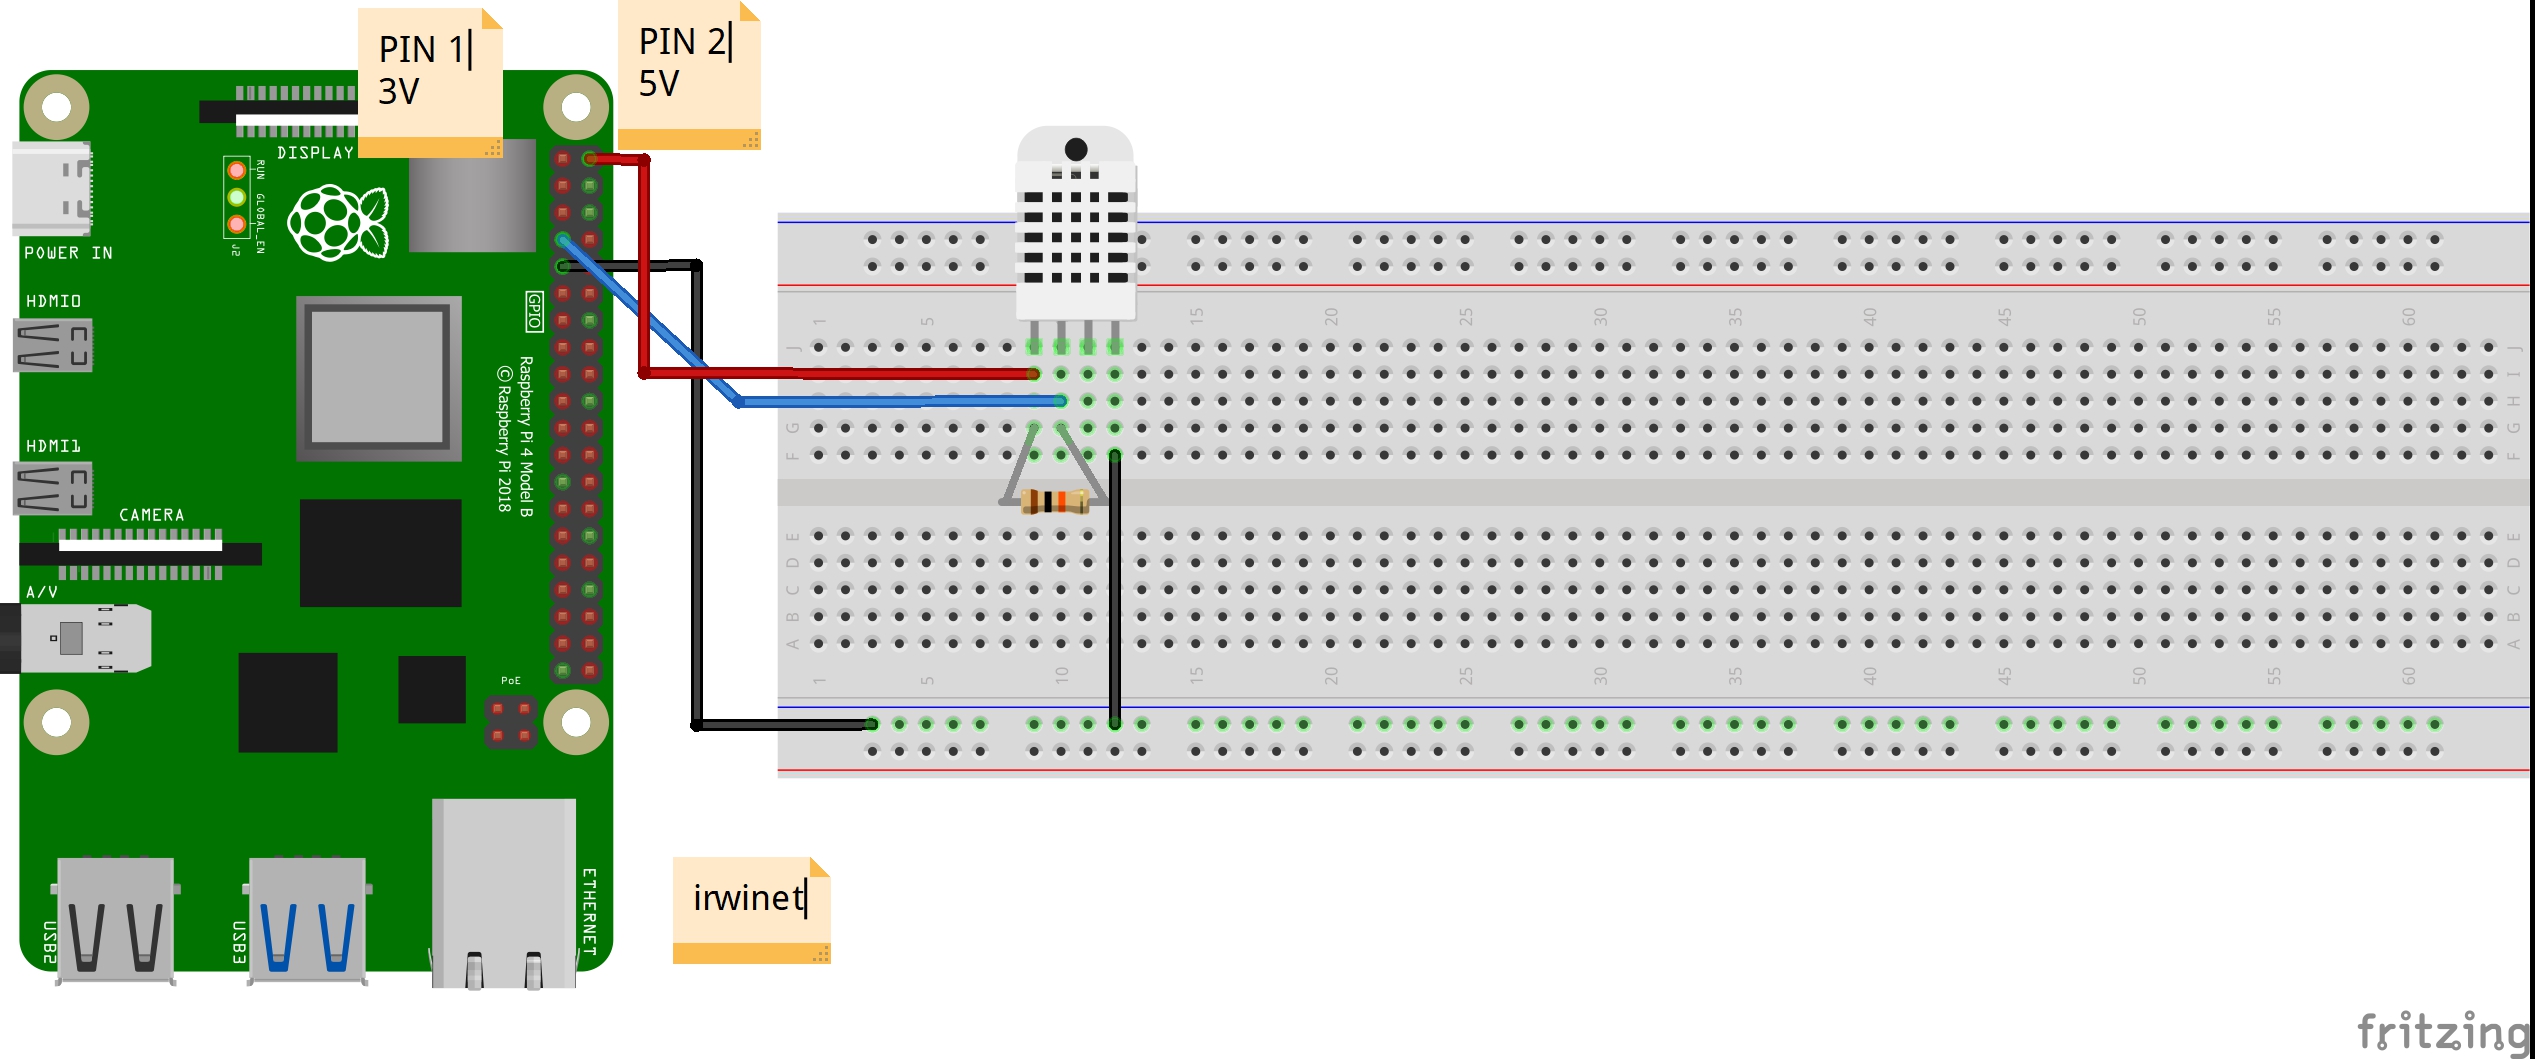 PIN 1
3V
PIN 2
5V
DISPLAY
RUN
GLOBAL_EN
J2
POWER IN
HDMI0
GPIO
HDMI1
Raspberry Pi 4 Model B
© Raspberry Pi 2018
CAMERA
A/V
PoE
USB2
USB3
ETHERNET
1 5 15 20 25 30 35 40 45 50 55 60
J J
I
H
G G
F F
E E
D D
C C
B B
A A
1 5 10 15 20 25 30 35 40 45 50 55 60
irwinet
fritzing